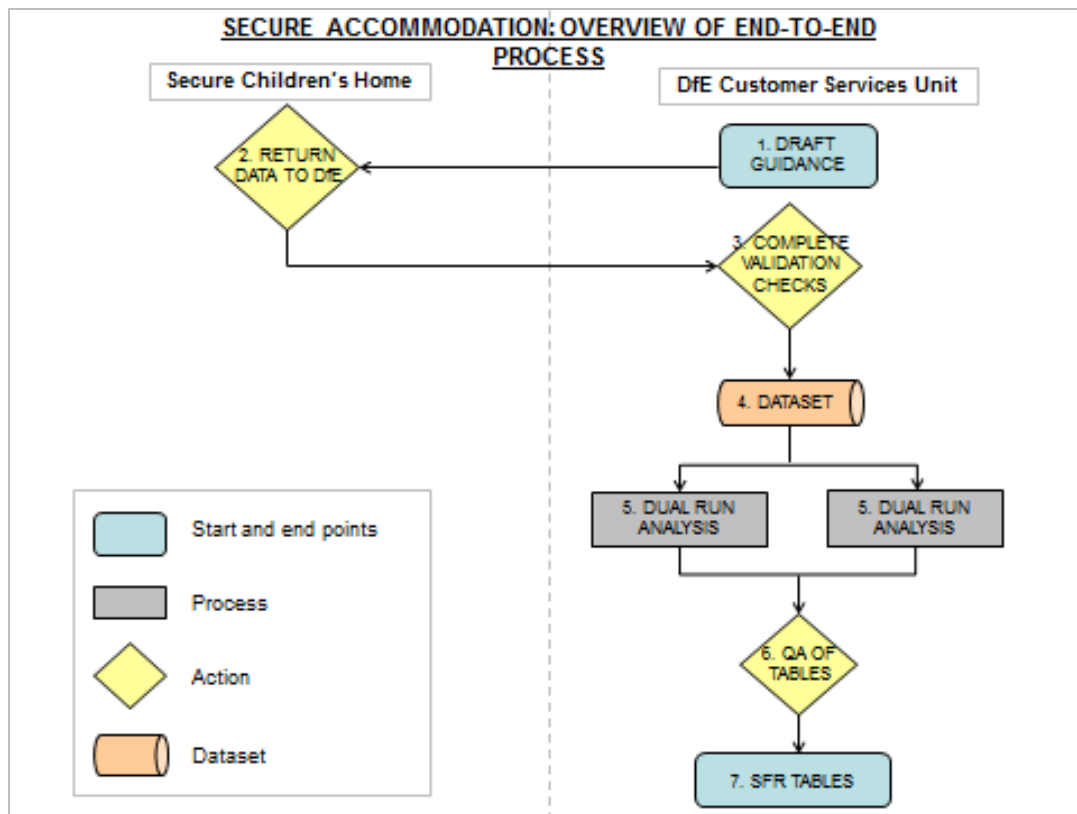 SECURE ACCOMMODATION: OVERVIEW OF END-TO-END
PROCESS
Secure Children's Home
DfE Customer Services Unit
1. DRAFT
GUIDANCE
2. RETURN
DATA TO DfE
3. COMPLETE
VALIDATION
CHECKS
4. DATASET
5. DUAL RUN
ANALYSIS
5. DUAL RUN
ANALYSIS
6. QA OF
TABLES
7. SFR TABLES
Start and end points
Process
Action
Dataset